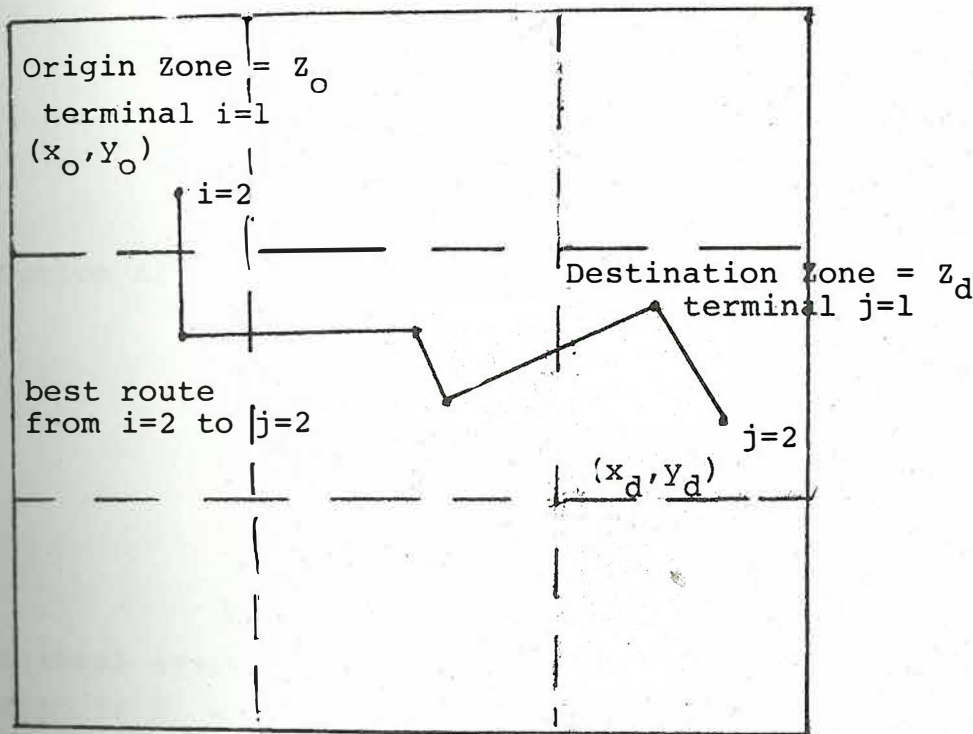 Origin Zone = Z_o
terminal i=1
(x_o,y_o)
i=2
Destination Zone = Z_d
terminal j=1
best route
from i=2 to j=2
j=2
(x_d,y_d)